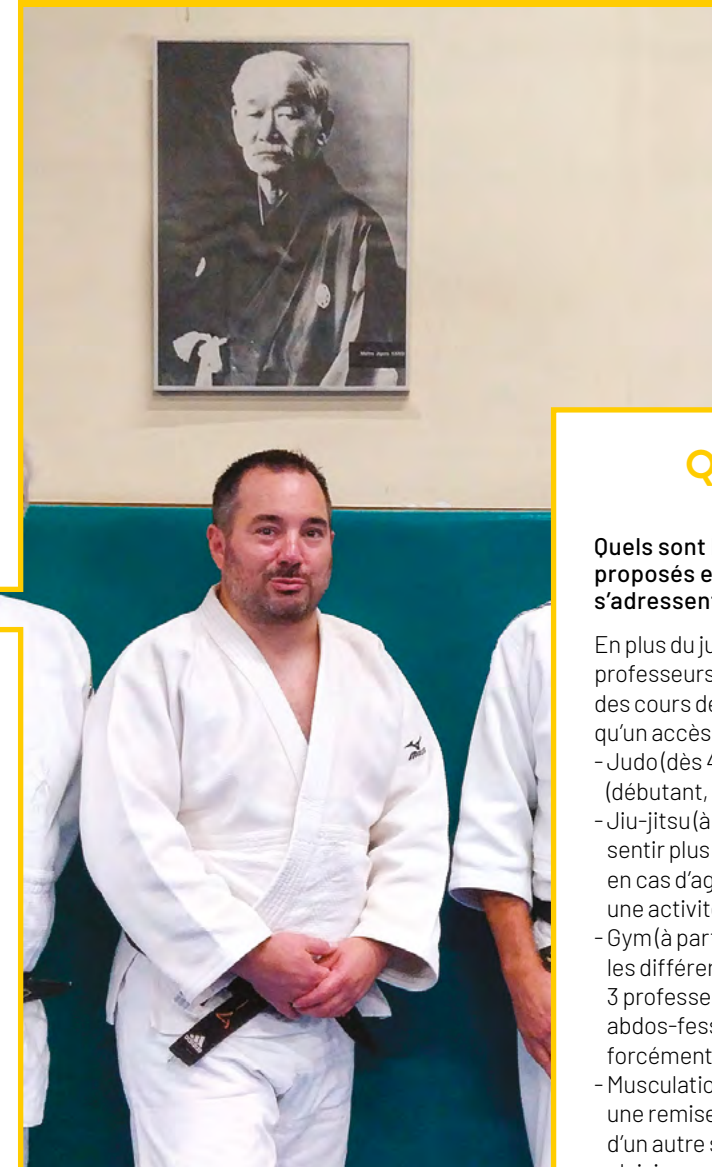 Q
Quels sont
proposés e
s'adressent
En plus du ju
professeurs
des cours de
qu'un accès
- Judo (dès 4
(débutant,
- Jiu-jitsu (à
sentir plus
en cas d'ag
une activité
- Gym (à part
les différen
3 professe
abdos-fess
forcément
- Musculatio
une remise
d'un autre s
adidas